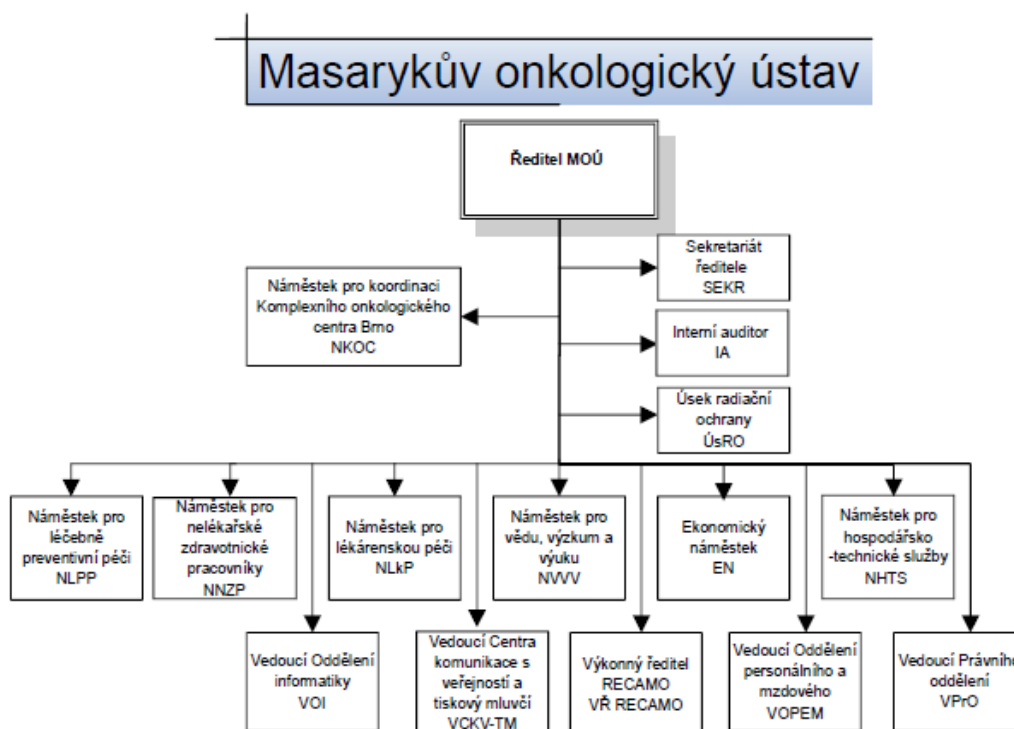 Masarykův onkologický ústav
Ředitel MOÚ
Sekretariát
ředitele
SEKR
Náměstek pro koordinaci
Komplexního onkologického
centra Brno
NKOC
Interní auditor
IA
Úsek radiační
ochrany
ÚsRO
Náměstek pro
léčebně
preventivní péči
NLPP
Náměstek pro
nelékařské
zdravotnické
pracovníky
NNZP
Náměstek pro
lékárenskou péči
NLkP
Náměstek pro
vědu, výzkum a
výuku
NVVV
Ekonomický
náměstek
EN
Náměstek pro
hospodářsko
-technické služby
NHTS
Vedoucí Oddělení
informatiky
VOI
Vedoucí Centra
komunikace s
veřejností a
tiskový mluvčí
VCKV-TM
Výkonný ředitel
RECAMO
VŘ RECAMO
Vedoucí Oddělení
personálního a
mzdového
VOPEM
Vedoucí Právního
oddělení
VPrO